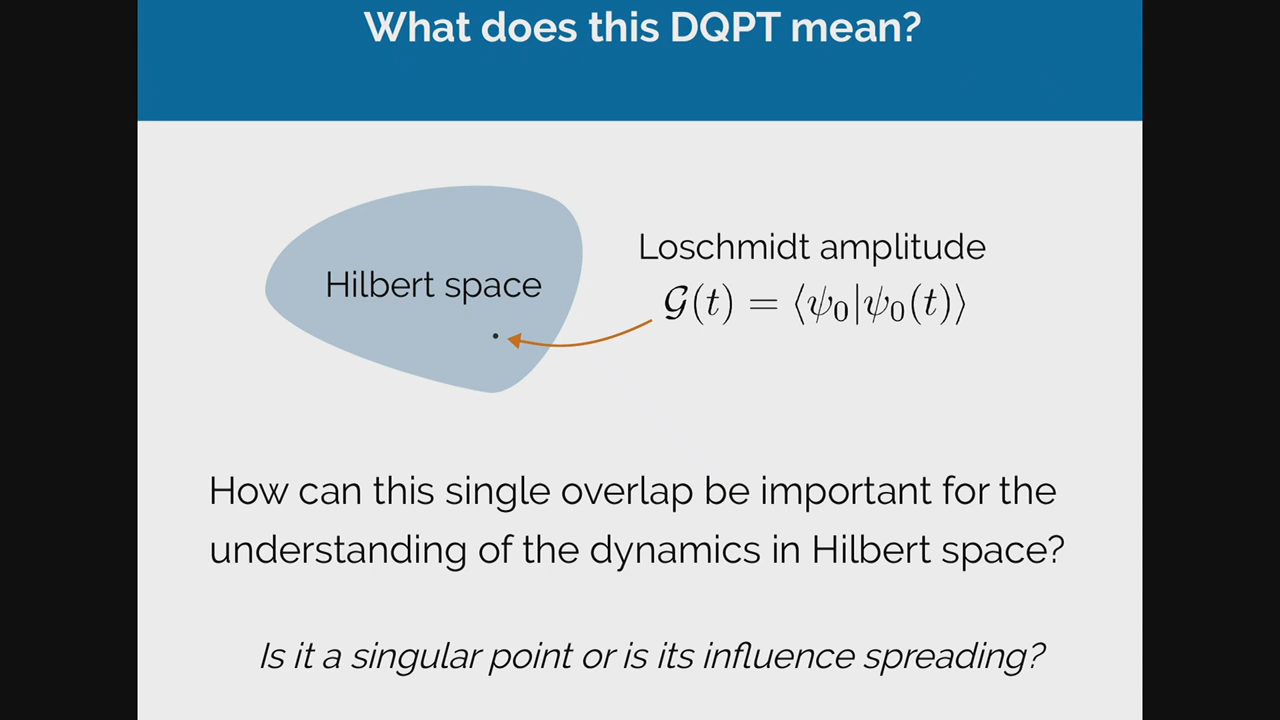 What does this DQPT mean?
Hilbert space
Loschmidt amplitude
𝒢(t) = ⟨ψ₀|ψ₀(t)⟩
How can this single overlap be important for the
understanding of the dynamics in Hilbert space?
Is it a singular point or is its influence spreading?